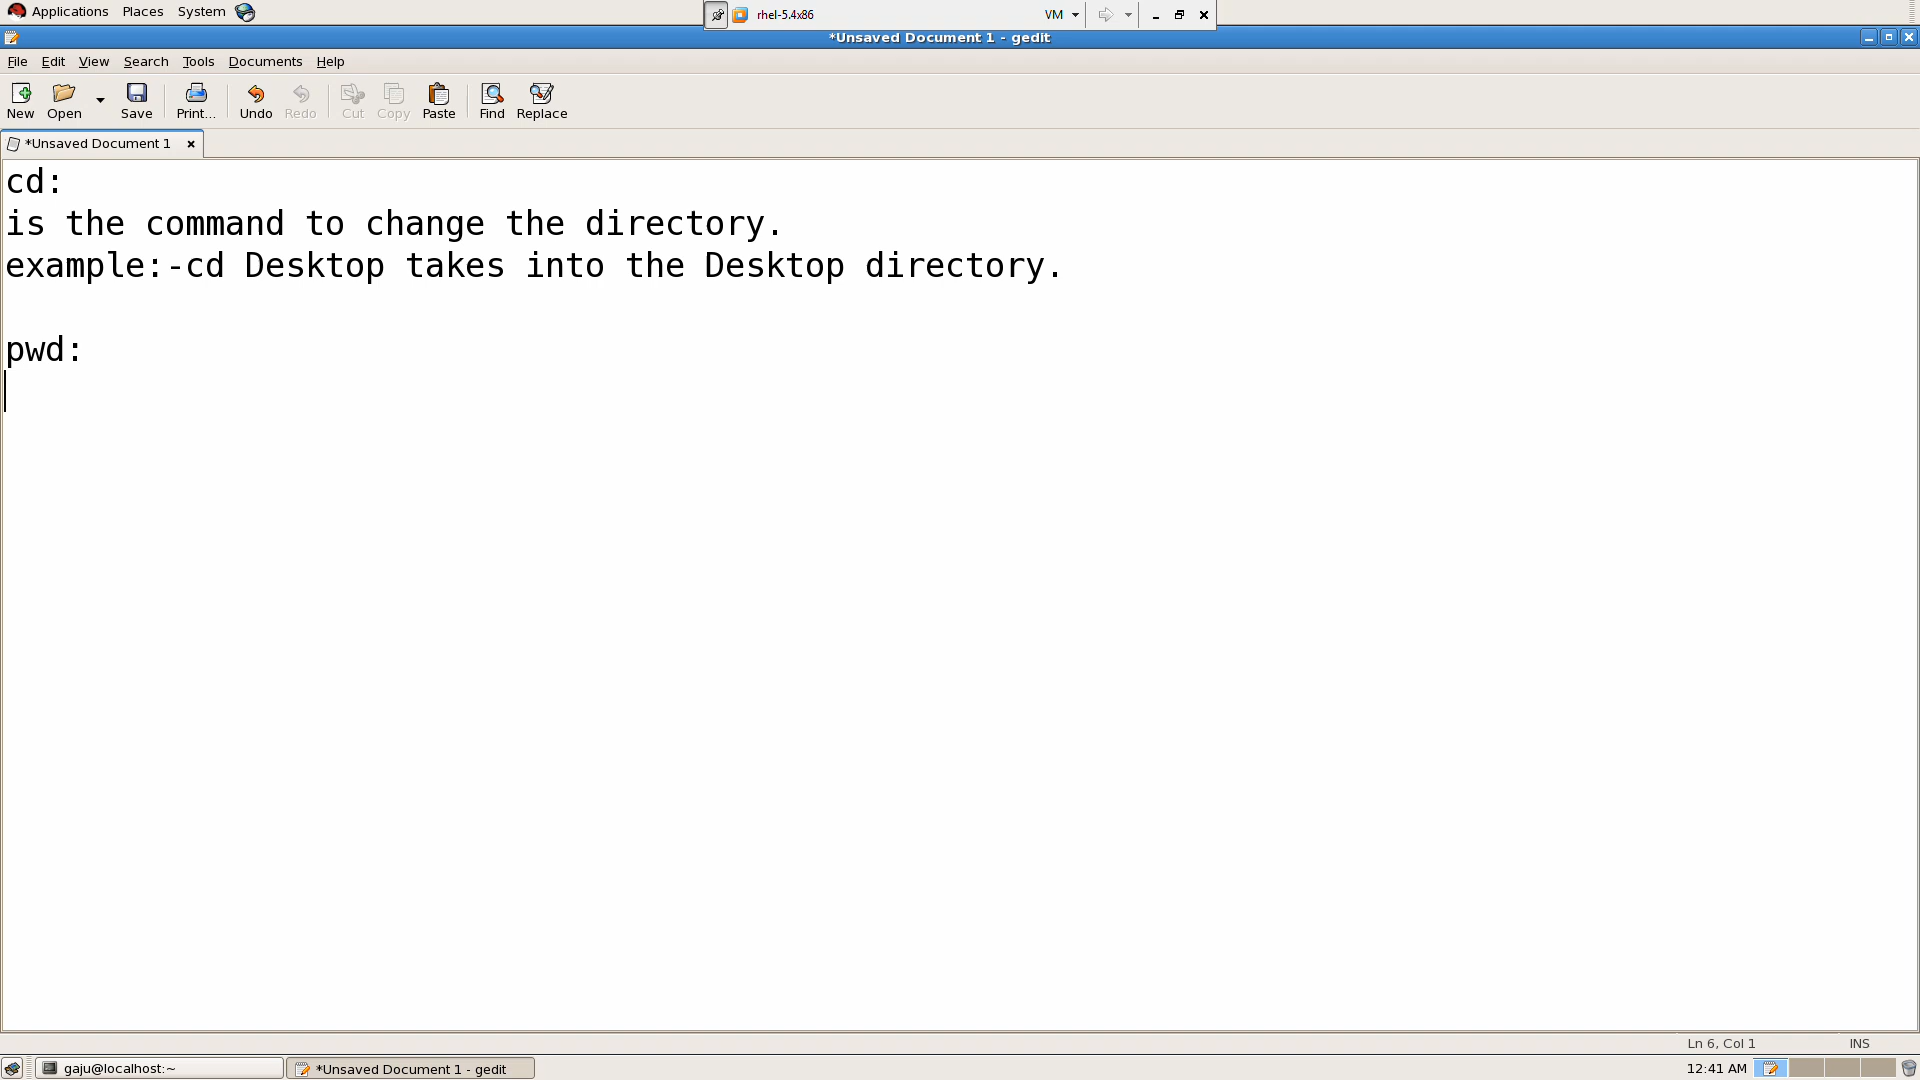 Applications Places System
rhel-5.4x86 VM
*Unsaved Document 1 - gedit
File Edit View Search Tools Documents Help
New Open Save Print... Undo Redo Cut Copy Paste Find Replace
*Unsaved Document 1
cd:
is the command to change the directory.
example:-cd Desktop takes into the Desktop directory.
pwd:
Ln 6, Col 1 INS
gaju@localhost:~ *Unsaved Document 1 - gedit 12:41 AM